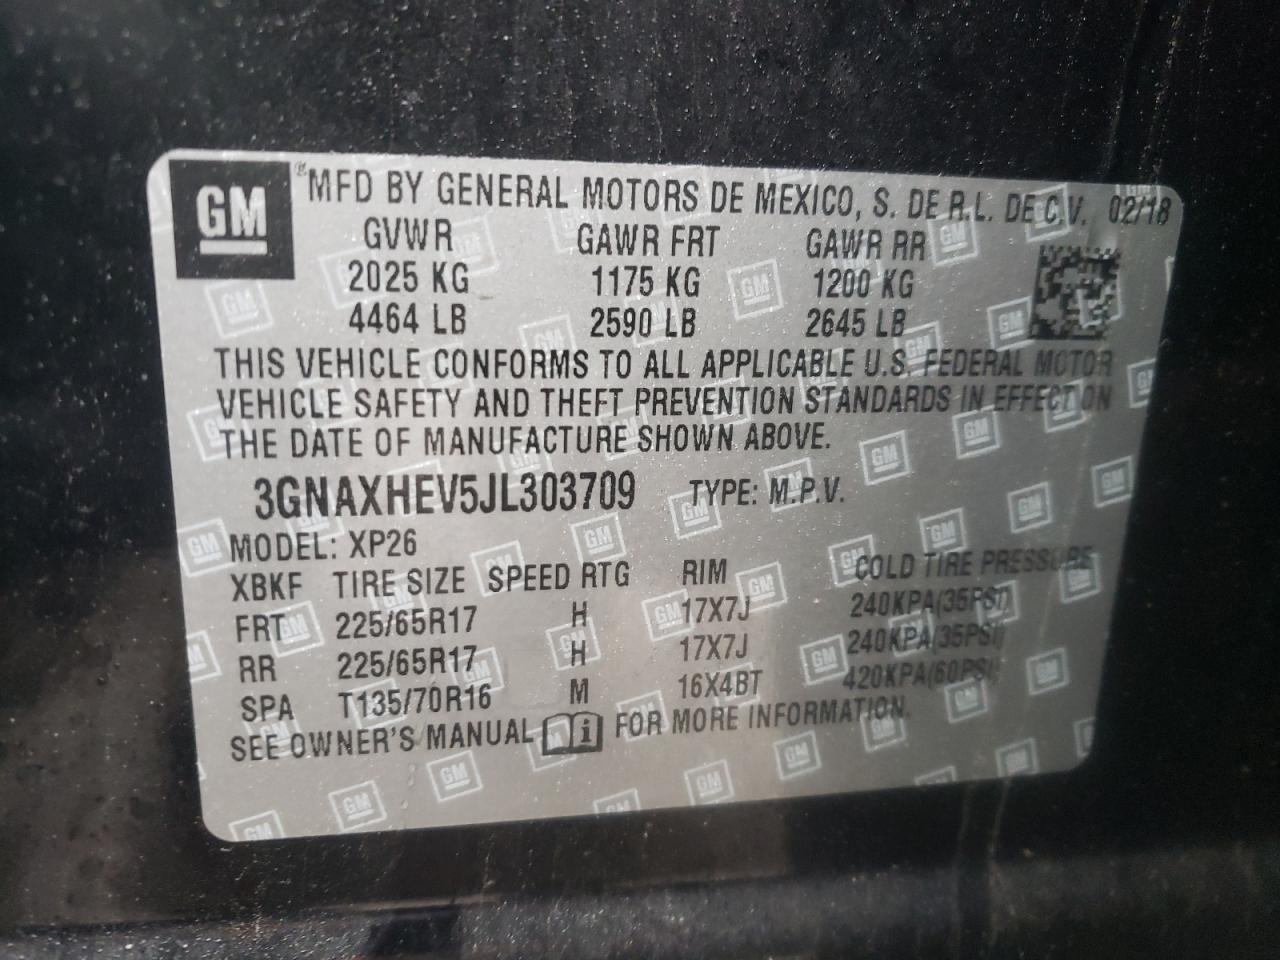 GM ® MFD BY GENERAL MOTORS DE MEXICO, S. DE R.L. DE C.V. 02/18
GVWR GAWR FRT GAWR RR
2025 KG 1175 KG 1200 KG
4464 LB 2590 LB 2645 LB
THIS VEHICLE CONFORMS TO ALL APPLICABLE U.S. FEDERAL MOTOR
VEHICLE SAFETY AND THEFT PREVENTION STANDARDS IN EFFECT ON
THE DATE OF MANUFACTURE SHOWN ABOVE.
3GNAXHEV5JL303709 TYPE: M.P.V.
MODEL: XP26
XBKF TIRE SIZE SPEED RTG RIM COLD TIRE PRESSURE
FRT 225/65R17 H 17X7J 240KPA(35PSI)
RR 225/65R17 H 17X7J 240KPA(35PSI)
SPA T135/70R16 M 16X4BT 420KPA(60PSI)
SEE OWNER'S MANUAL i FOR MORE INFORMATION.